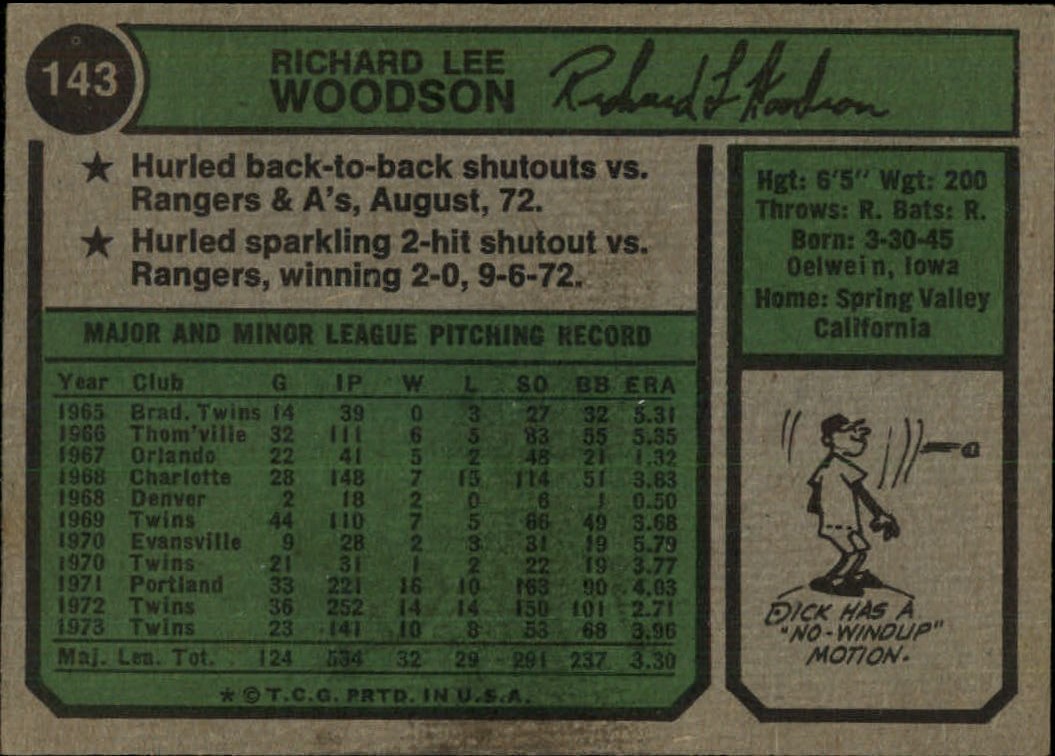 143
RICHARD LEE
WOODSON
Richard L Woodson
★ Hurled back-to-back shutouts vs.
Rangers & A's, August, 72.
★ Hurled sparkling 2-hit shutout vs.
Rangers, winning 2-0, 9-6-72.
Hgt: 6'5" Wgt: 200
Throws: R. Bats: R.
Born: 3-30-45
Oelwein, Iowa
Home: Spring Valley
California
MAJOR AND MINOR LEAGUE PITCHING RECORD
Year Club G IP W L SO BB ERA
1965 Brad. Twins 14 39 0 3 27 32 5.31
1966 Thom'ville 32 111 6 5 83 55 5.35
1967 Orlando 22 41 5 2 48 21 1.32
1968 Charlotte 28 148 7 15 114 51 3.83
1968 Denver 2 18 2 0 6 1 0.50
1969 Twins 44 110 7 5 66 49 3.68
1970 Evansville 9 28 2 3 31 19 5.79
1970 Twins 21 31 1 2 22 19 3.77
1971 Portland 33 221 16 10 163 90 4.03
1972 Twins 36 252 14 14 150 101 2.71
1973 Twins 23 141 10 8 53 68 3.96
Maj. Lea. Tot. 124 534 32 29 291 237 3.30
★ © T.C.G. PRTD. IN U.S.A.
DICK HAS A
"NO-WINDUP"
MOTION.